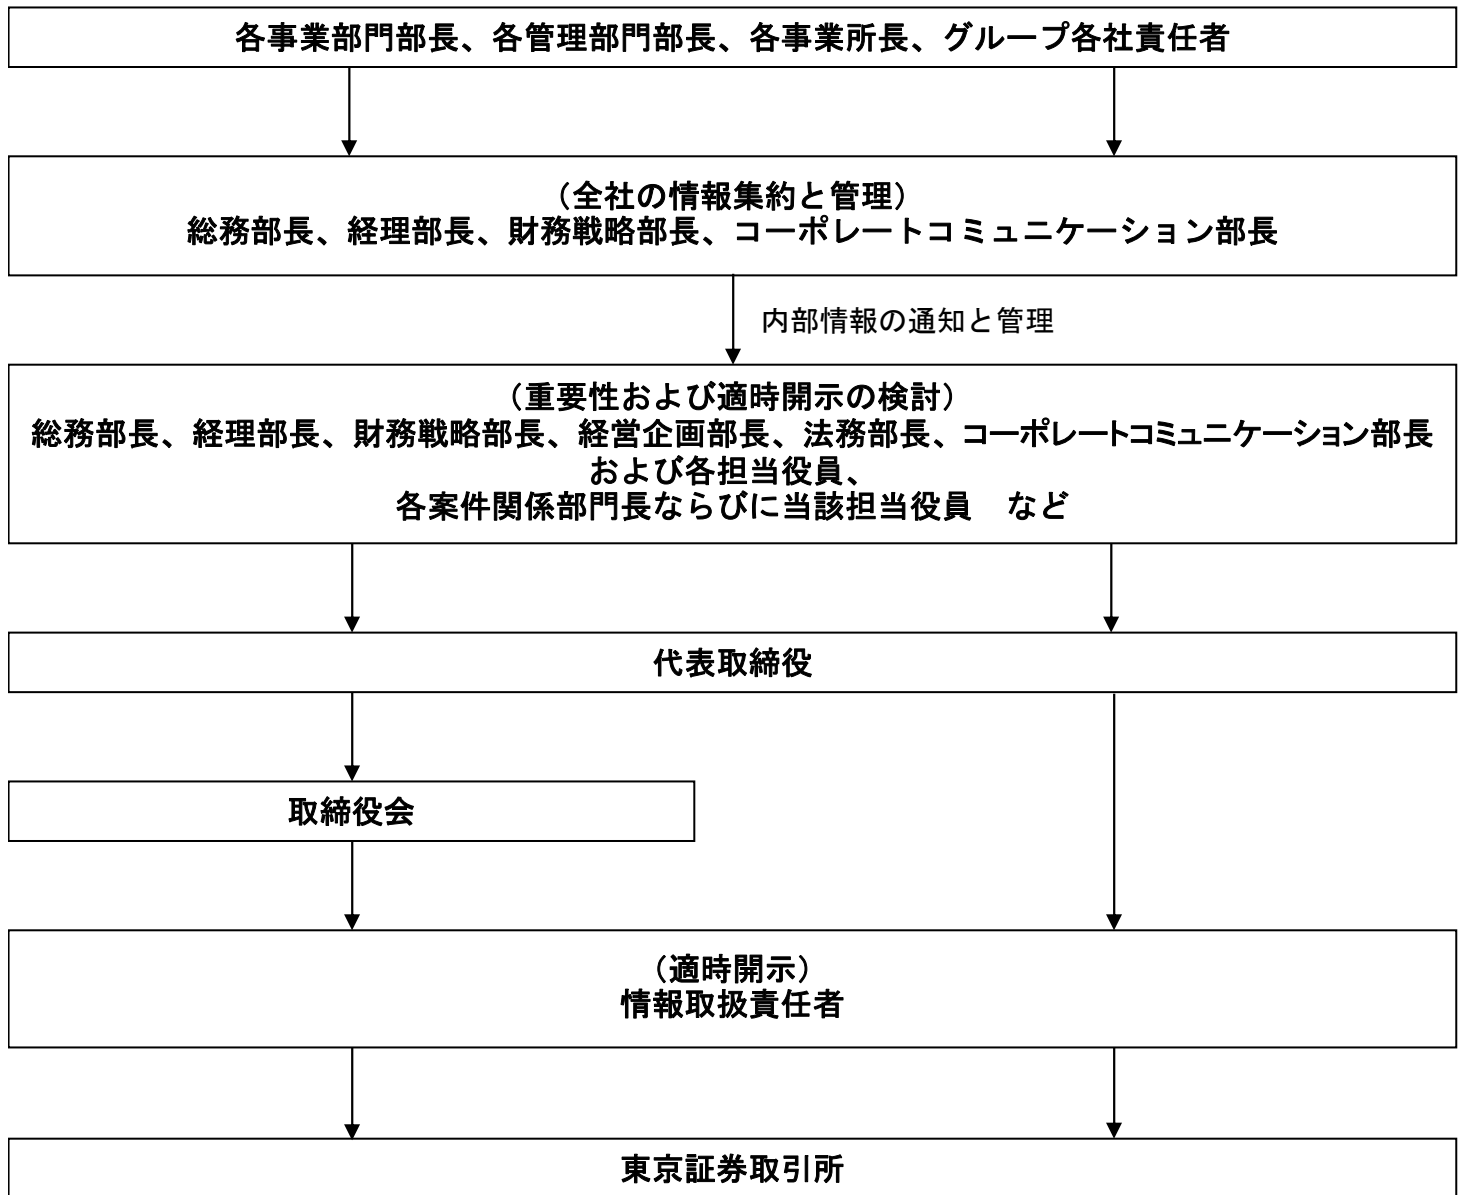 各事業部門部長、各管理部門部長、各事業所長、グループ各社責任者
（全社の情報集約と管理）
総務部長、経理部長、財務戦略部長、コーポレートコミュニケーション部長
内部情報の通知と管理
（重要性および適時開示の検討）
総務部長、経理部長、財務戦略部長、経営企画部長、法務部長、コーポレートコミュニケーション部長
および各担当役員、
各案件関係部門長ならびに当該担当役員　など
代表取締役
取締役会
（適時開示）
情報取扱責任者
東京証券取引所